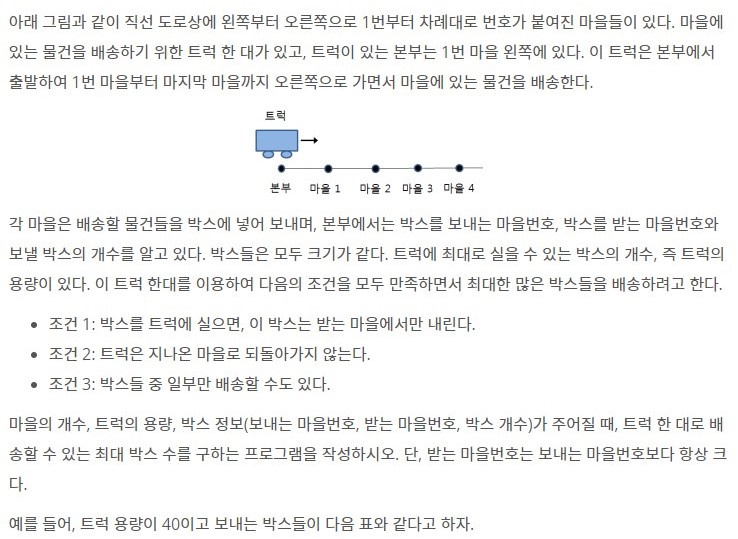 아래 그림과 같이 직선 도로상에 왼쪽부터 오른쪽으로 1번부터 차례대로 번호가 붙여진 마을들이 있다. 마을에
있는 물건을 배송하기 위한 트럭 한 대가 있고, 트럭이 있는 본부는 1번 마을 왼쪽에 있다. 이 트럭은 본부에서
출발하여 1번 마을부터 마지막 마을까지 오른쪽으로 가면서 마을에 있는 물건을 배송한다.
트럭
본부 마을 1 마을 2 마을 3 마을 4
각 마을은 배송할 물건들을 박스에 넣어 보내며, 본부에서는 박스를 보내는 마을번호, 박스를 받는 마을번호와
보낼 박스의 개수를 알고 있다. 박스들은 모두 크기가 같다. 트럭에 최대로 실을 수 있는 박스의 개수, 즉 트럭의
용량이 있다. 이 트럭 한대를 이용하여 다음의 조건을 모두 만족하면서 최대한 많은 박스들을 배송하려고 한다.
• 조건 1: 박스를 트럭에 실으면, 이 박스는 받는 마을에서만 내린다.
• 조건 2: 트럭은 지나온 마을로 되돌아가지 않는다.
• 조건 3: 박스들 중 일부만 배송할 수도 있다.
마을의 개수, 트럭의 용량, 박스 정보(보내는 마을번호, 받는 마을번호, 박스 개수)가 주어질 때, 트럭 한 대로 배
송할 수 있는 최대 박스 수를 구하는 프로그램을 작성하시오. 단, 받는 마을번호는 보내는 마을번호보다 항상 크
다.
예를 들어, 트럭 용량이 40이고 보내는 박스들이 다음 표와 같다고 하자.